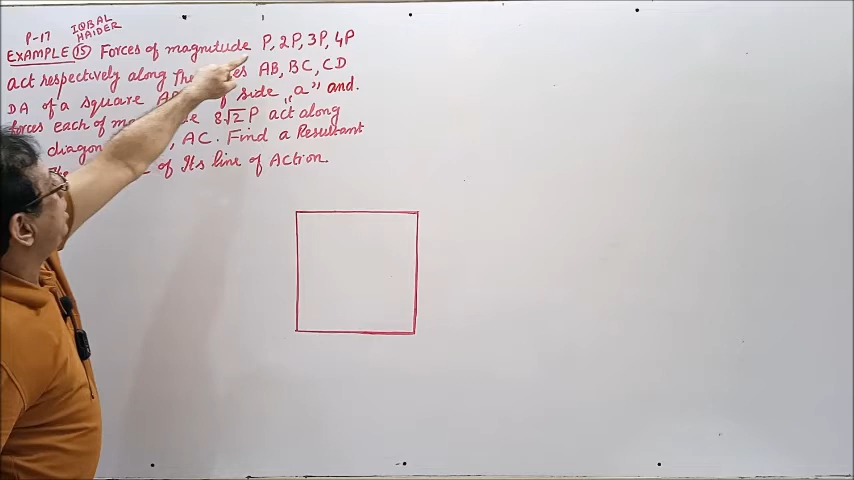 P-17 IQBAL HAIDER
EXAMPLE 15 Forces of magnitude P, 2P, 3P, 4P
act respectively along the AB, BC, CD
DA of a square of side "a" and.
forces each of 8√2 P act along
diagon , AC. Find a Resultant
of Its line of Action.